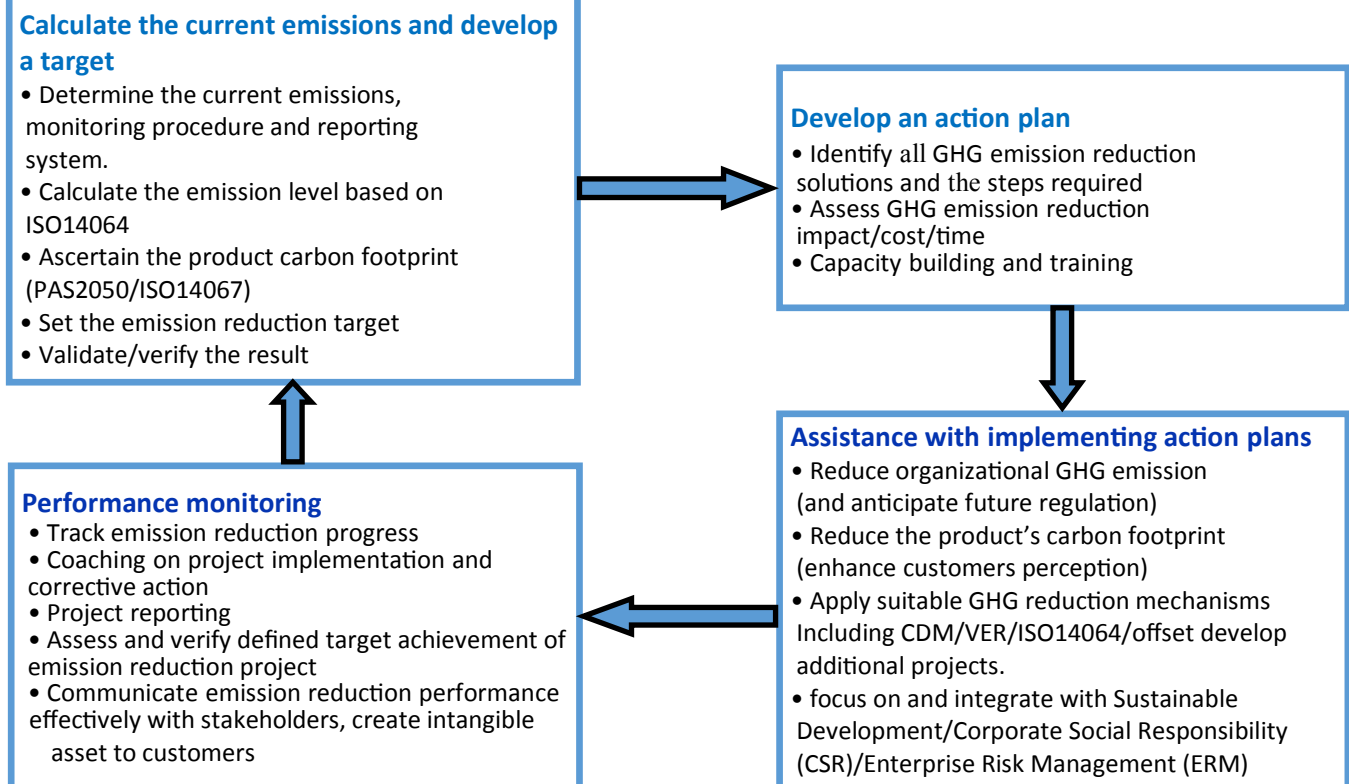 Calculate the current emissions and develop
a target
• Determine the current emissions,
monitoring procedure and reporting
system.
• Calculate the emission level based on
ISO14064
• Ascertain the product carbon footprint
(PAS2050/ISO14067)
• Set the emission reduction target
• Validate/verify the result
Develop an action plan
• Identify all GHG emission reduction
solutions and the steps required
• Assess GHG emission reduction
impact/cost/time
• Capacity building and training
Assistance with implementing action plans
• Reduce organizational GHG emission
(and anticipate future regulation)
• Reduce the product’s carbon footprint
(enhance customers perception)
• Apply suitable GHG reduction mechanisms
Including CDM/VER/ISO14064/offset develop
additional projects.
• focus on and integrate with Sustainable
Development/Corporate Social Responsibility
(CSR)/Enterprise Risk Management (ERM)
Performance monitoring
• Track emission reduction progress
• Coaching on project implementation and
corrective action
• Project reporting
• Assess and verify defined target achievement of
emission reduction project
• Communicate emission reduction performance
effectively with stakeholders, create intangible
asset to customers